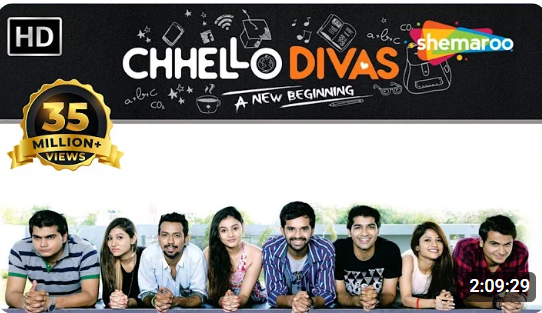 HD
CHHELLO DIVAS
A NEW BEGINNING
shemaroo
a+b=c
a+b+c
35
MILLION+
VIEWS
2:09:29